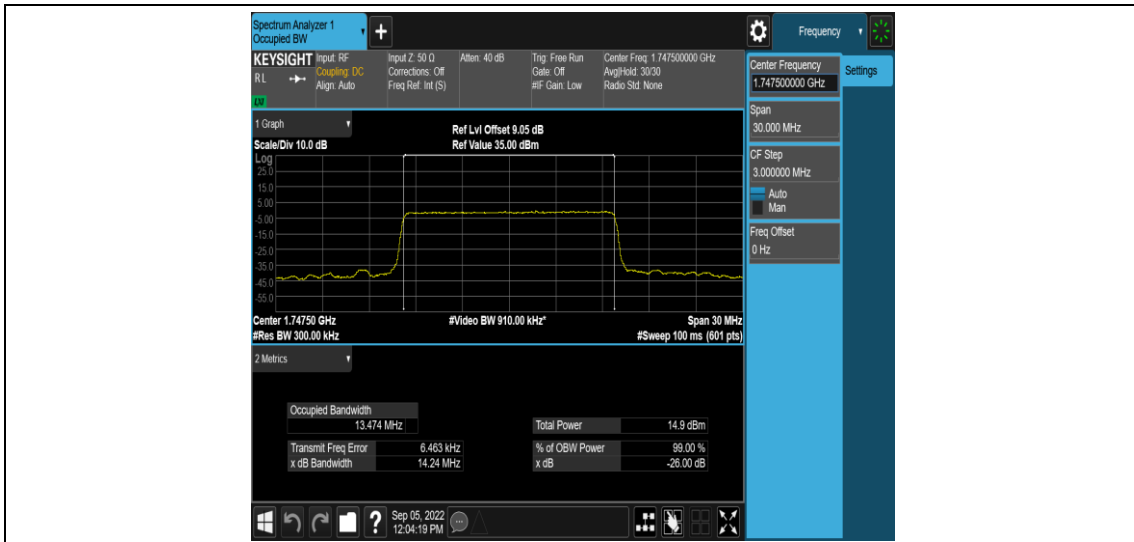 Spectrum Analyzer 1
Occupied BW
+
Frequency
KEYSIGHT
RL
Input: RF
Coupling: DC
Align: Auto
Input Z: 50 Ω
Corrections: Off
Freq Ref: Int (S)
Atten: 40 dB
Trig: Free Run
Gate: Off
#IF Gain: Low
Center Freq: 1.747500000 GHz
Avg|Hold: 30/30
Radio Std: None
Center Frequency
1.747500000 GHz
Settings
Span
30.000 MHz
CF Step
3.000000 MHz
Auto
Man
Freq Offset
0 Hz
1 Graph
Scale/Div 10.0 dB
Ref Lvl Offset 9.05 dB
Ref Value 35.00 dBm
Log
25.0
15.0
5.00
-5.00
-15.0
-25.0
-35.0
-45.0
-55.0
Center 1.74750 GHz
#Res BW 300.00 kHz
#Video BW 910.00 kHz*
Span 30 MHz
#Sweep 100 ms (601 pts)
2 Metrics
Occupied Bandwidth
13.474 MHz
Transmit Freq Error 6.463 kHz
x dB Bandwidth 14.24 MHz
Total Power 14.9 dBm
% of OBW Power 99.00 %
x dB -26.00 dB
?
Sep 05, 2022
12:04:19 PM